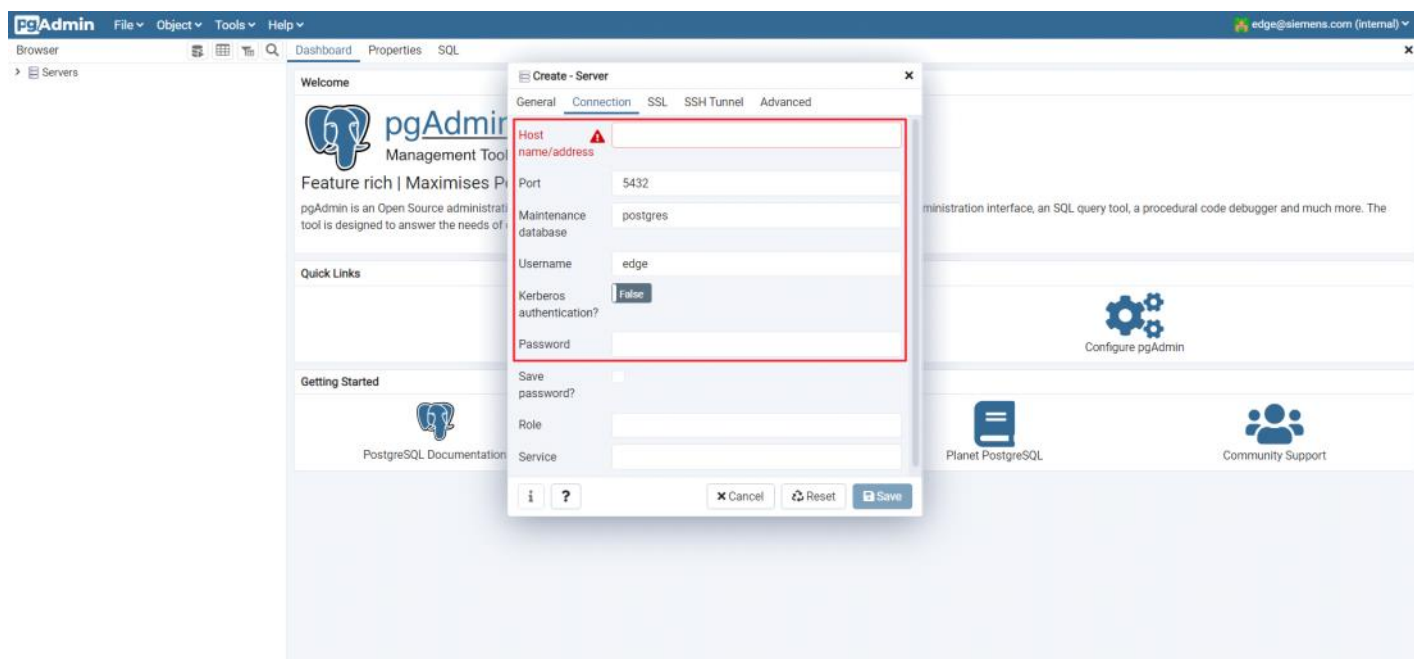 pgAdmin File Object Tools Help edge@siemens.com (internal)
Browser Dashboard Properties SQL
Servers
Welcome
pgAdmin
Management Tool
Feature rich | Maximises P
pgAdmin is an Open Source administrati
ministration interface, an SQL query tool, a procedural code debugger and much more. The
tool is designed to answer the needs of
Quick Links
Configure pgAdmin
Getting Started
PostgreSQL Documentation
Planet PostgreSQL
Community Support
Create - Server
General Connection SSL SSH Tunnel Advanced
Host
name/address
Port 5432
Maintenance postgres
database
Username edge
Kerberos False
authentication?
Password
Save
password?
Role
Service
i ? Cancel Reset Save